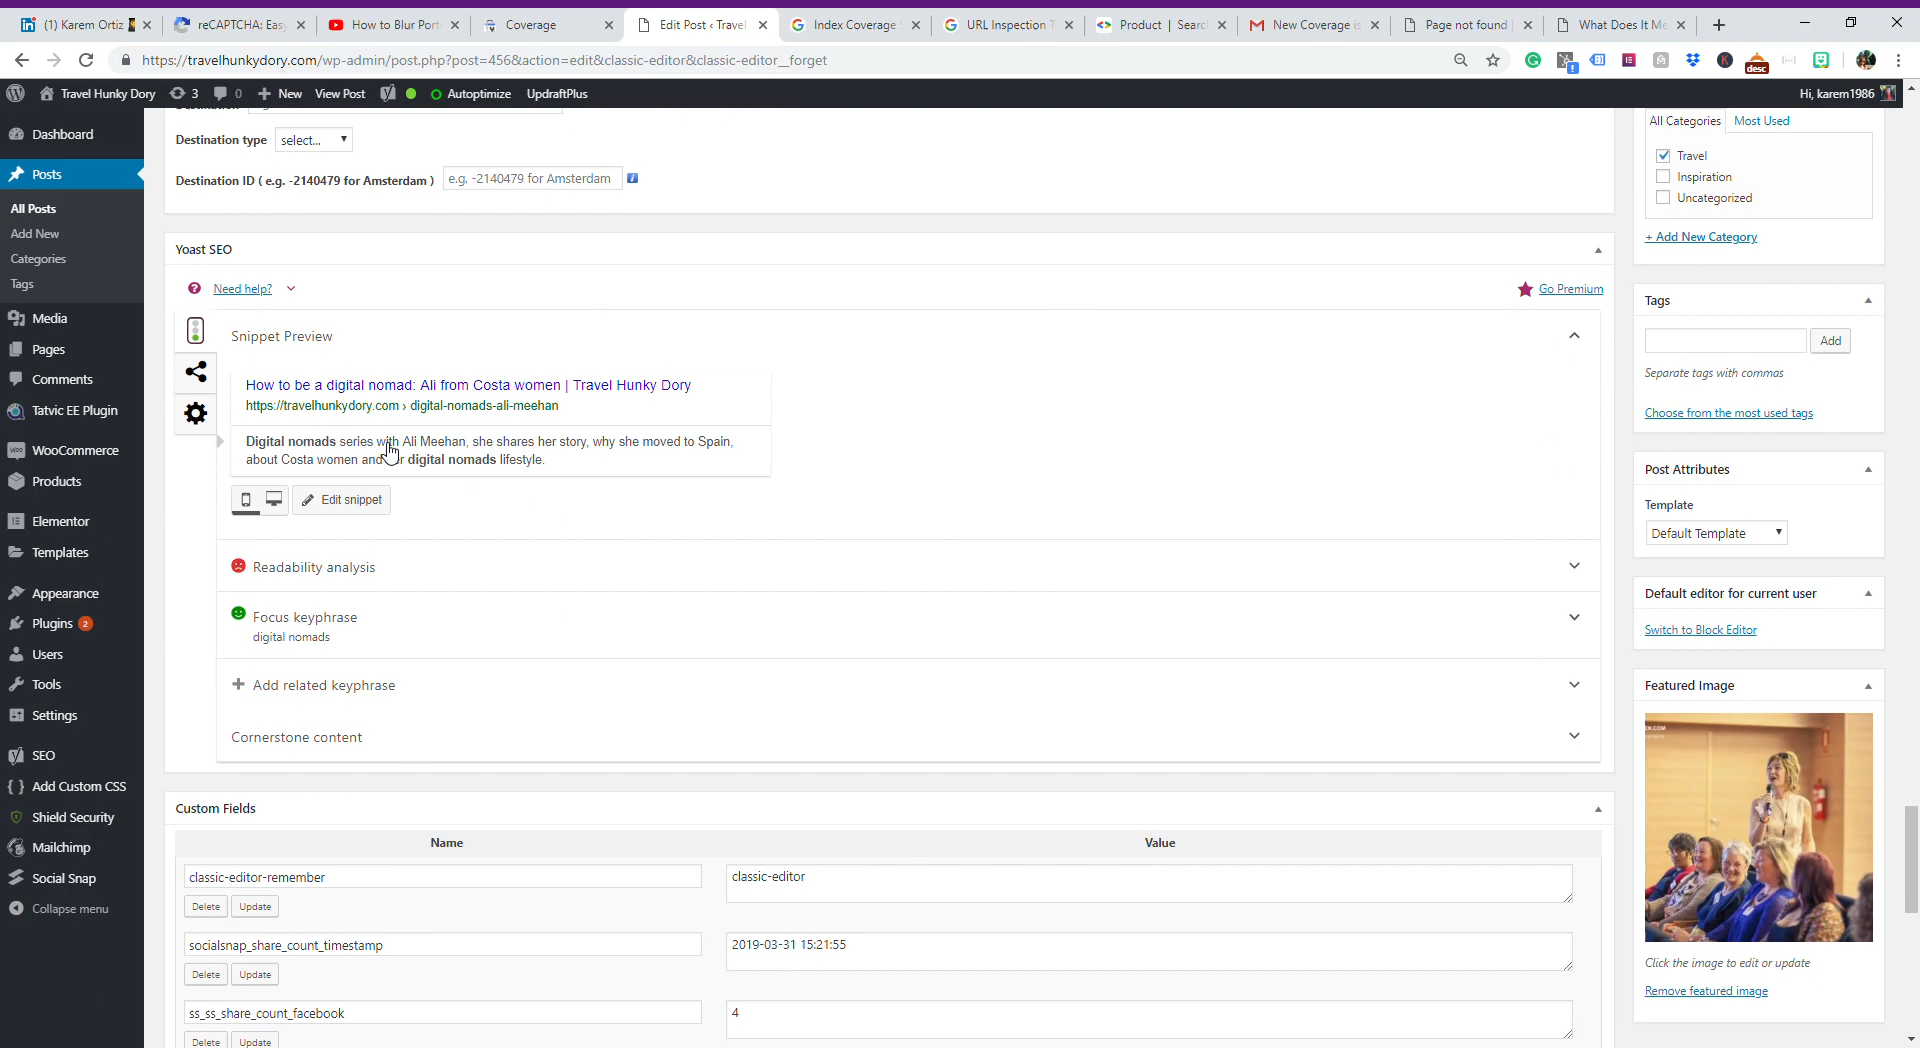 (1) Karem Ortiz
reCAPTCHA: Eas
How to Blur Port
Coverage
Edit Post ‹ Travel
Index Coverage
URL Inspection T
Product | Searc
New Coverage is
Page not found
What Does It Me
https://travelhunkydory.com/wp-admin/post.php?post=456&action=edit&classic-editor&classic-editor__forget
desc
Travel Hunky Dory
3
0
New
View Post
Autoptimize
UpdraftPlus
Hi, karem1986
Dashboard
Posts
All Posts
Add New
Categories
Tags
Media
Pages
Comments
Tatvic EE Plugin
WooCommerce
Products
Elementor
Templates
Appearance
Plugins 2
Users
Tools
Settings
SEO
Add Custom CSS
Shield Security
Mailchimp
Social Snap
Collapse menu
Destination type select...
Destination ID ( e.g. -2140479 for Amsterdam ) e.g. -2140479 for Amsterdam
Yoast SEO
Need help?
Go Premium
Snippet Preview
How to be a digital nomad: Ali from Costa women | Travel Hunky Dory
https://travelhunkydory.com › digital-nomads-ali-meehan
Digital nomads series with Ali Meehan, she shares her story, why she moved to Spain,
about Costa women and digital nomads lifestyle.
Edit snippet
Readability analysis
Focus keyphrase
digital nomads
Add related keyphrase
Cornerstone content
Custom Fields
Name Value
classic-editor-remember classic-editor
Delete Update
socialsnap_share_count_timestamp 2019-03-31 15:21:55
Delete Update
ss_ss_share_count_facebook 4
Delete Update
All Categories Most Used
Travel
Inspiration
Uncategorized
+ Add New Category
Tags
Add
Separate tags with commas
Choose from the most used tags
Post Attributes
Template
Default Template
Default editor for current user
Switch to Block Editor
Featured Image
EN.COM
Click the image to edit or update
Remove featured image